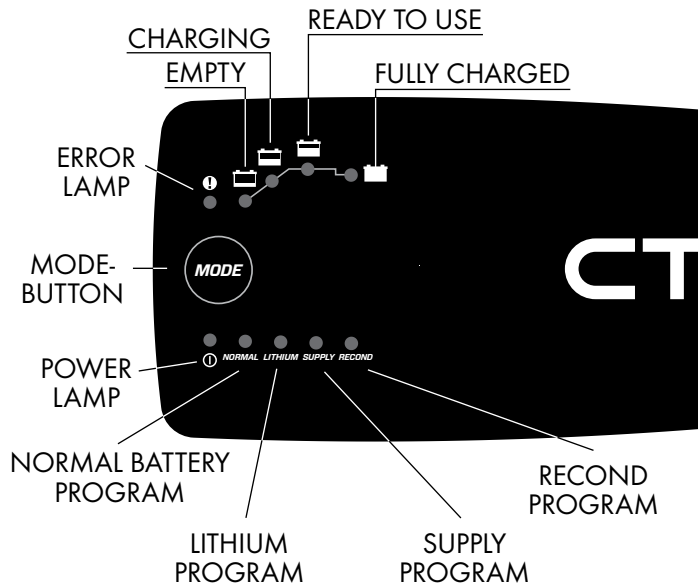 READY TO USE
CHARGING
EMPTY
FULLY CHARGED
ERROR
LAMP
!
MODE-
BUTTON
MODE
CT
POWER
LAMP
NORMAL LITHIUM SUPPLY RECOND
NORMAL BATTERY
PROGRAM
RECOND
PROGRAM
LITHIUM
PROGRAM
SUPPLY
PROGRAM